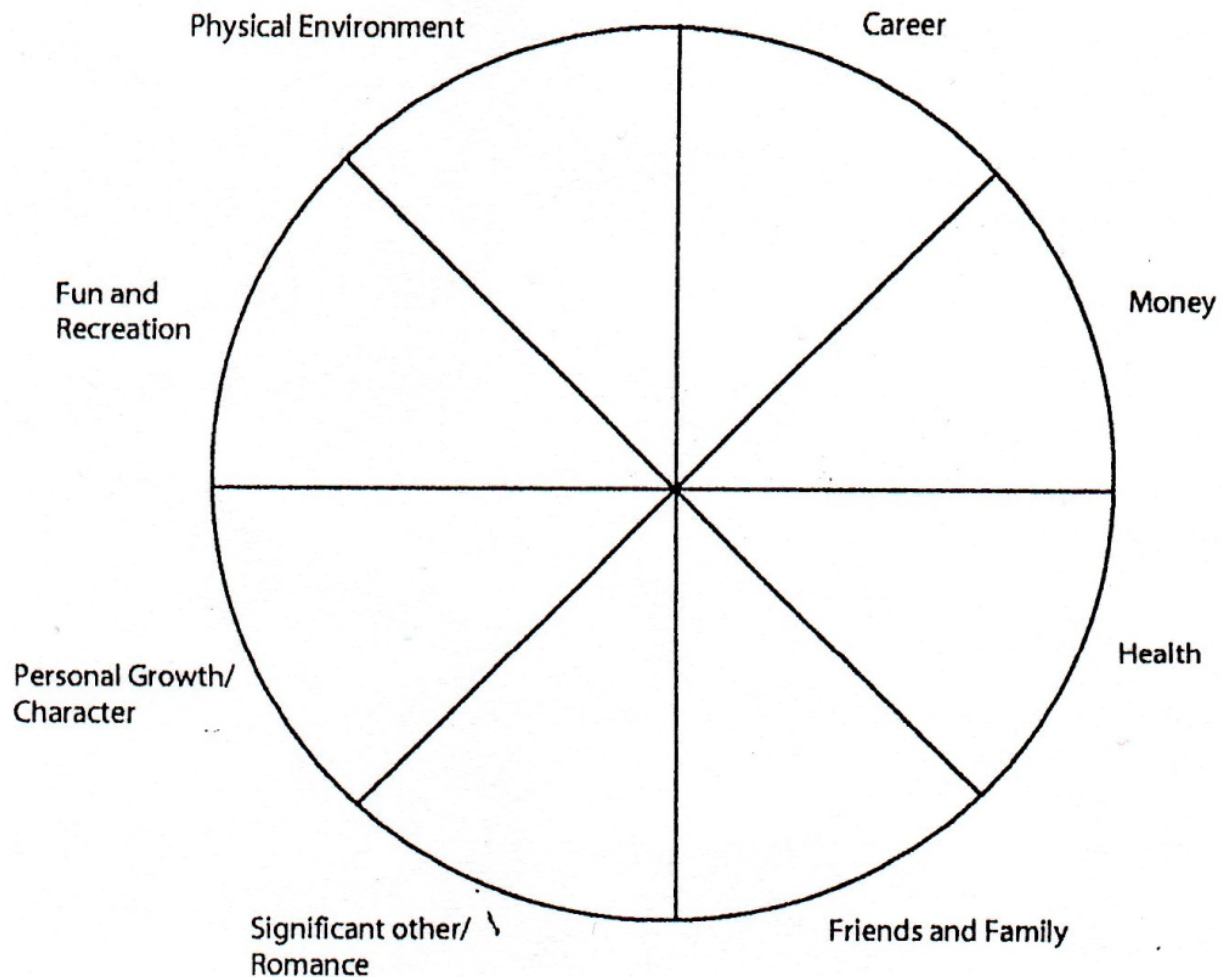 Physical Environment
Career
Fun and
Recreation
Money
Personal Growth/
Character
Health
Significant other/
Romance
Friends and Family